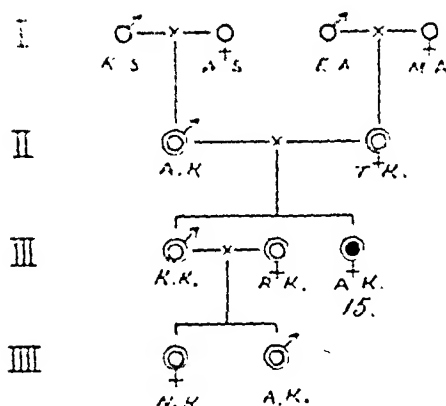 I
K S A S E A M A
II
A.K T K.
III
K.K. R K. A K.
15.
IIII
N.K A.K.